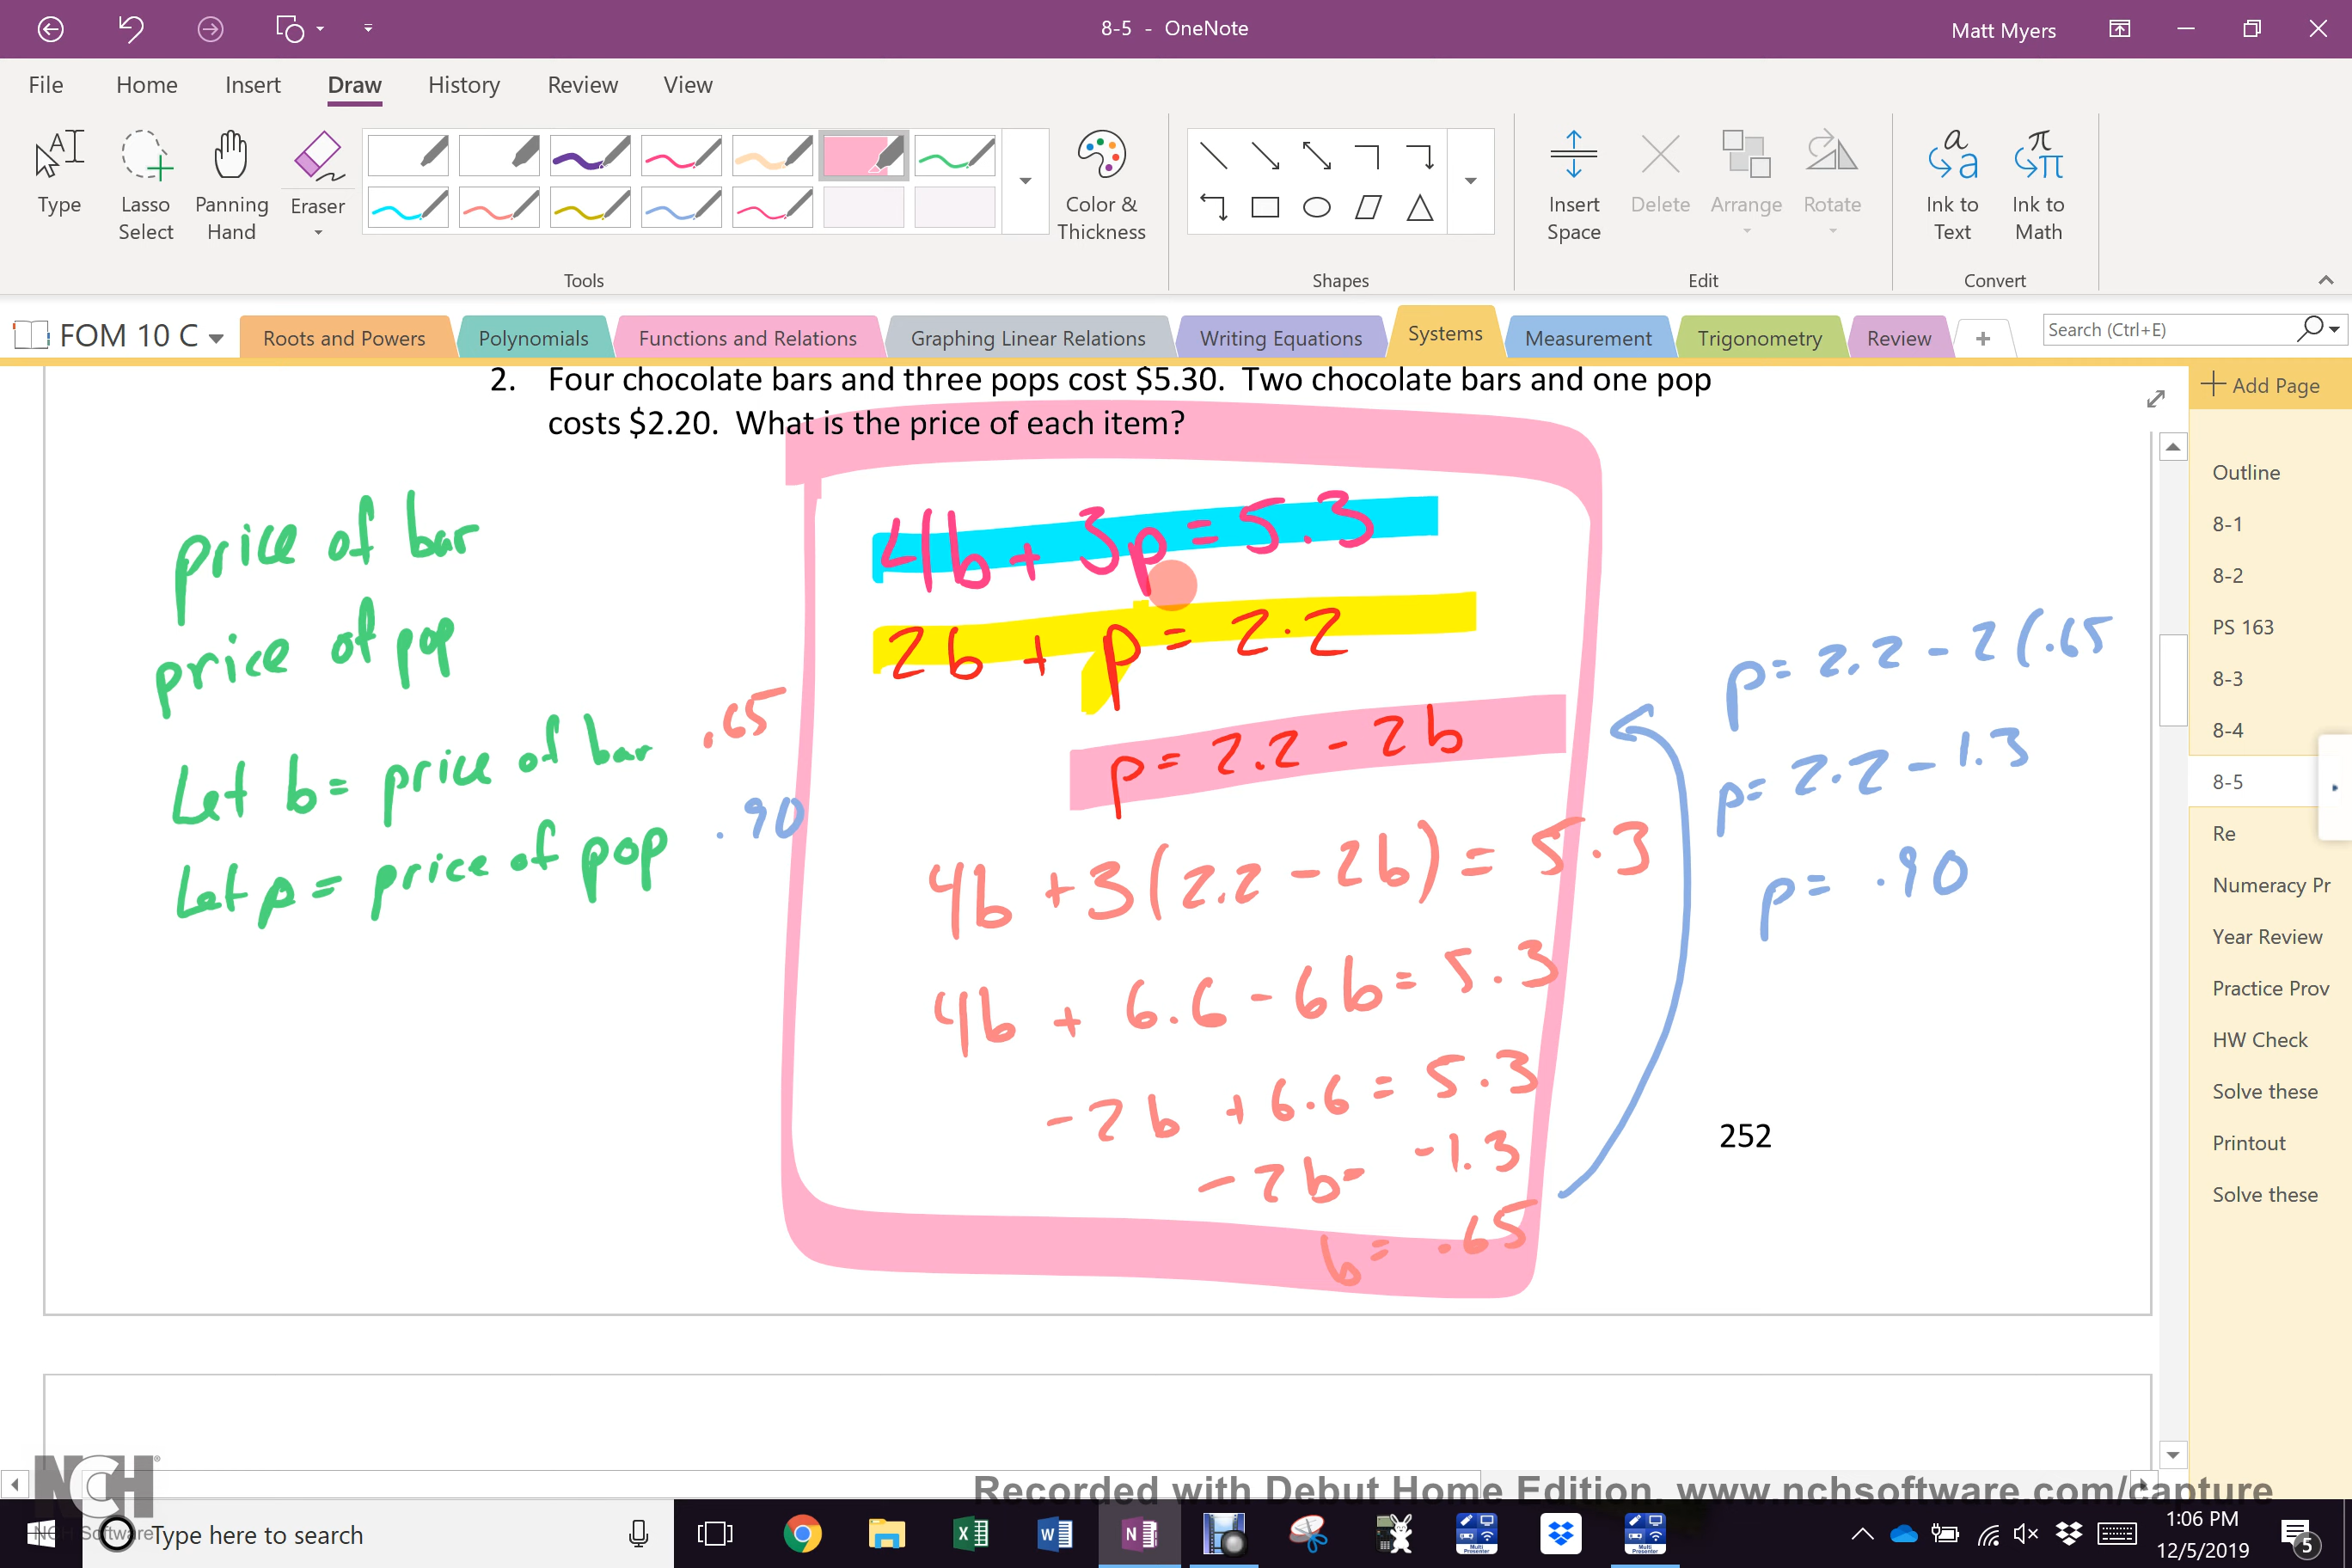 8-5 - OneNote
Matt Myers
File Home Insert Draw History Review View
Type
Lasso Select
Panning Hand
Eraser
Color & Thickness
Insert Space
Delete
Arrange
Rotate
Ink to Text
Ink to Math
Tools
Shapes
Edit
Convert
FOM 10 C
Roots and Powers
Polynomials
Functions and Relations
Graphing Linear Relations
Writing Equations
Systems
Measurement
Trigonometry
Review
Search (Ctrl+E)
2. Four chocolate bars and three pops cost $5.30. Two chocolate bars and one pop
costs $2.20. What is the price of each item?
price of bar
price of pop
Let b = price of bar .65
Let p = price of pop .90
4b + 3p = 5.3
2b + p = 2.2
p = 2.2 - 2b
4b + 3(2.2 - 2b) = 5.3
4b + 6.6 - 6b = 5.3
-2b + 6.6 = 5.3
-2b = -1.3
b = .65
p = 2.2 - 2(.65
p = 2.2 - 1.3
p = .90
252
Add Page
Outline
8-1
8-2
PS 163
8-3
8-4
8-5
Re
Numeracy Pr
Year Review
Practice Prov
HW Check
Solve these
Printout
Solve these
NCH
NCH Software
Recorded with Debut Home Edition. www.nchsoftware.com/capture
Type here to search
1:06 PM
12/5/2019
5